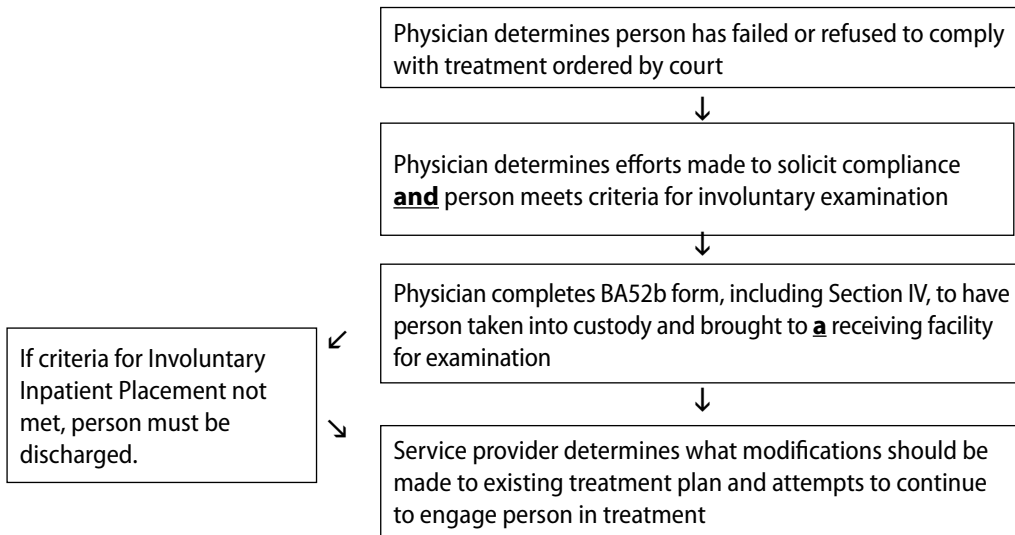 Physician determines person has failed or refused to comply
with treatment ordered by court
↓
Physician determines efforts made to solicit compliance
and person meets criteria for involuntary examination
↓
Physician completes BA52b form, including Section IV, to have
person taken into custody and brought to a receiving facility
for examination
↙
If criteria for Involuntary
Inpatient Placement not
met, person must be
discharged.
↘
↓
Service provider determines what modifications should be
made to existing treatment plan and attempts to continue
to engage person in treatment